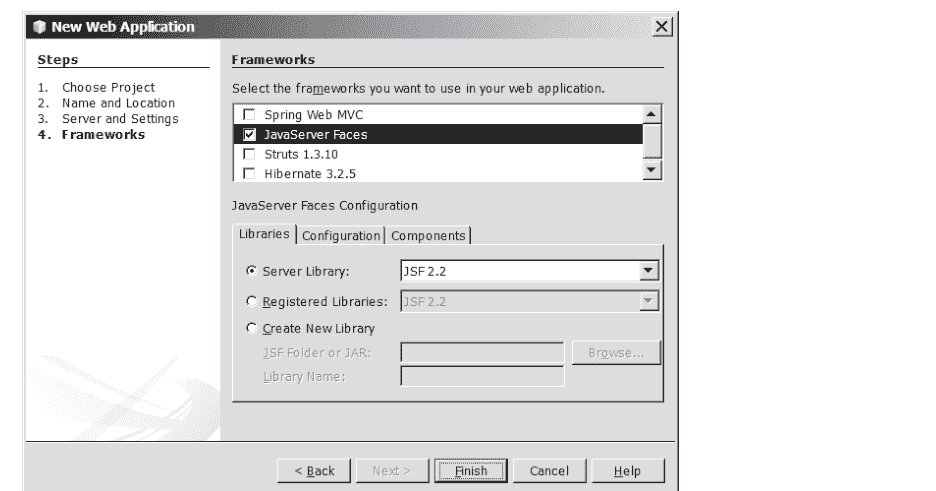 New Web Application
Steps
1. Choose Project
2. Name and Location
3. Server and Settings
4. Frameworks
Frameworks
Select the frameworks you want to use in your web application.
Spring Web MVC
JavaServer Faces
Struts 1.3.10
Hibernate 3.2.5
JavaServer Faces Configuration
Libraries Configuration Components
Server Library: JSF 2.2
Registered Libraries: JSF 2.2
Create New Library
JSF Folder or JAR: Browse...
Library Name:
< Back Next > Finish Cancel Help